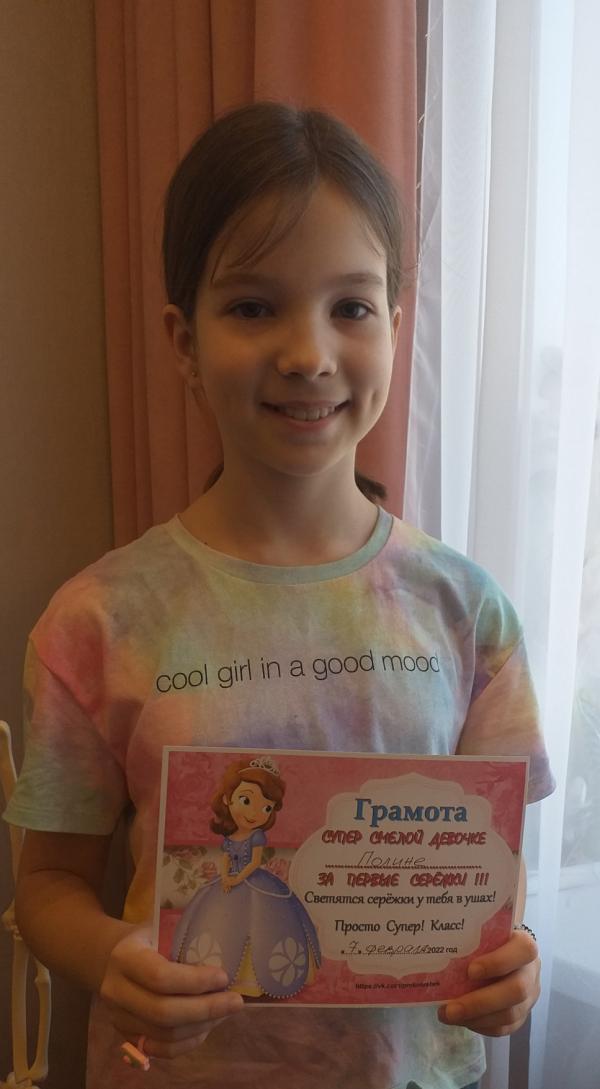 cool girl in a good mood
Грамота
СУПЕР СМЕЛОЙ ДЕВОЧКЕ
Полине
ЗА ПЕРВЫЕ СЕРЁЖКИ !!!
Светятся серёжки у тебя в ушах!
Просто Супер! Класс!
"7" февраля 2022 год